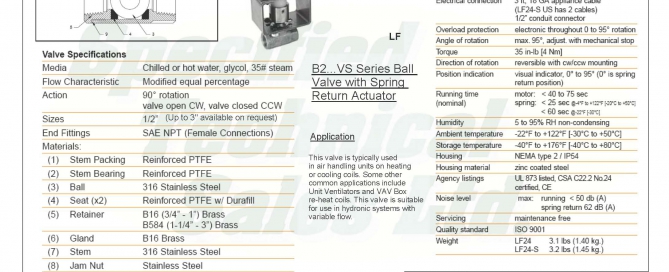 9
8
4
LF
Valve Specifications
Media Chilled or hot water, glycol, 35# steam
Flow Characteristic Modified equal percentage
Action 90° rotation
valve open CW, valve closed CCW
Sizes 1/2" (Up to 3" available on request)
End Fittings SAE NPT (Female Connections)
Materials:
(1) Stem Packing Reinforced PTFE
(2) Stem Bearing Reinforced PTFE
(3) Ball 316 Stainless Steel
(4) Seat (x2) Reinforced PTFE w/ Durafill
(5) Retainer B16 (3/4" - 1") Brass
B584 (1-1/4" - 3") Brass
(6) Gland B16 Brass
(7) Stem 316 Stainless Steel
(8) Jam Nut Stainless Steel
B2...VS Series Ball
Valve with Spring
Return Actuator
Application
This valve is typically used
in air handling units on heating
or cooling coils. Some other
common applications include
Unit Ventilators and VAV Box
re-heat coils. This valve is suitable
for use in hydronic systems with
variable flow
Electrical connection 3 ft, 18 GA appliance cable
(LF24-S US has 2 cables)
1/2" conduit connector
Overload protection electronic throughout 0 to 95° rotation
Angle of rotation max. 95°, adjust. with mechanical stop
Torque 35 in-lb [4 Nm]
Direction of rotation reversible with cw/ccw mounting
Position indication visual indicator, 0° to 95° (0° is spring
return position)
Running time motor: < 40 to 75 sec
(nominal) spring: < 25 sec @-4°F to +122°F [-20°C to +50°C]
< 60 sec @-22°F [-30°C]
Humidity 5 to 95% RH non-condensing
Ambient temperature -22°F to +122°F [-30°C to +50°C]
Storage temperature -40°F to +176°F [-40°C to +80°C]
Housing NEMA type 2 / IP54
Housing material zinc coated steel
Agency listings UL 873 listed, CSA C22.2 No.24
certified, CE
Noise level max: running < 50 db (A)
spring return 62 dB (A)
Servicing maintenance free
Quality standard ISO 9001
Weight LF24 3.1 lbs (1.40 kg.)
LF24-S 3.2 lbs (1.45 kg.)